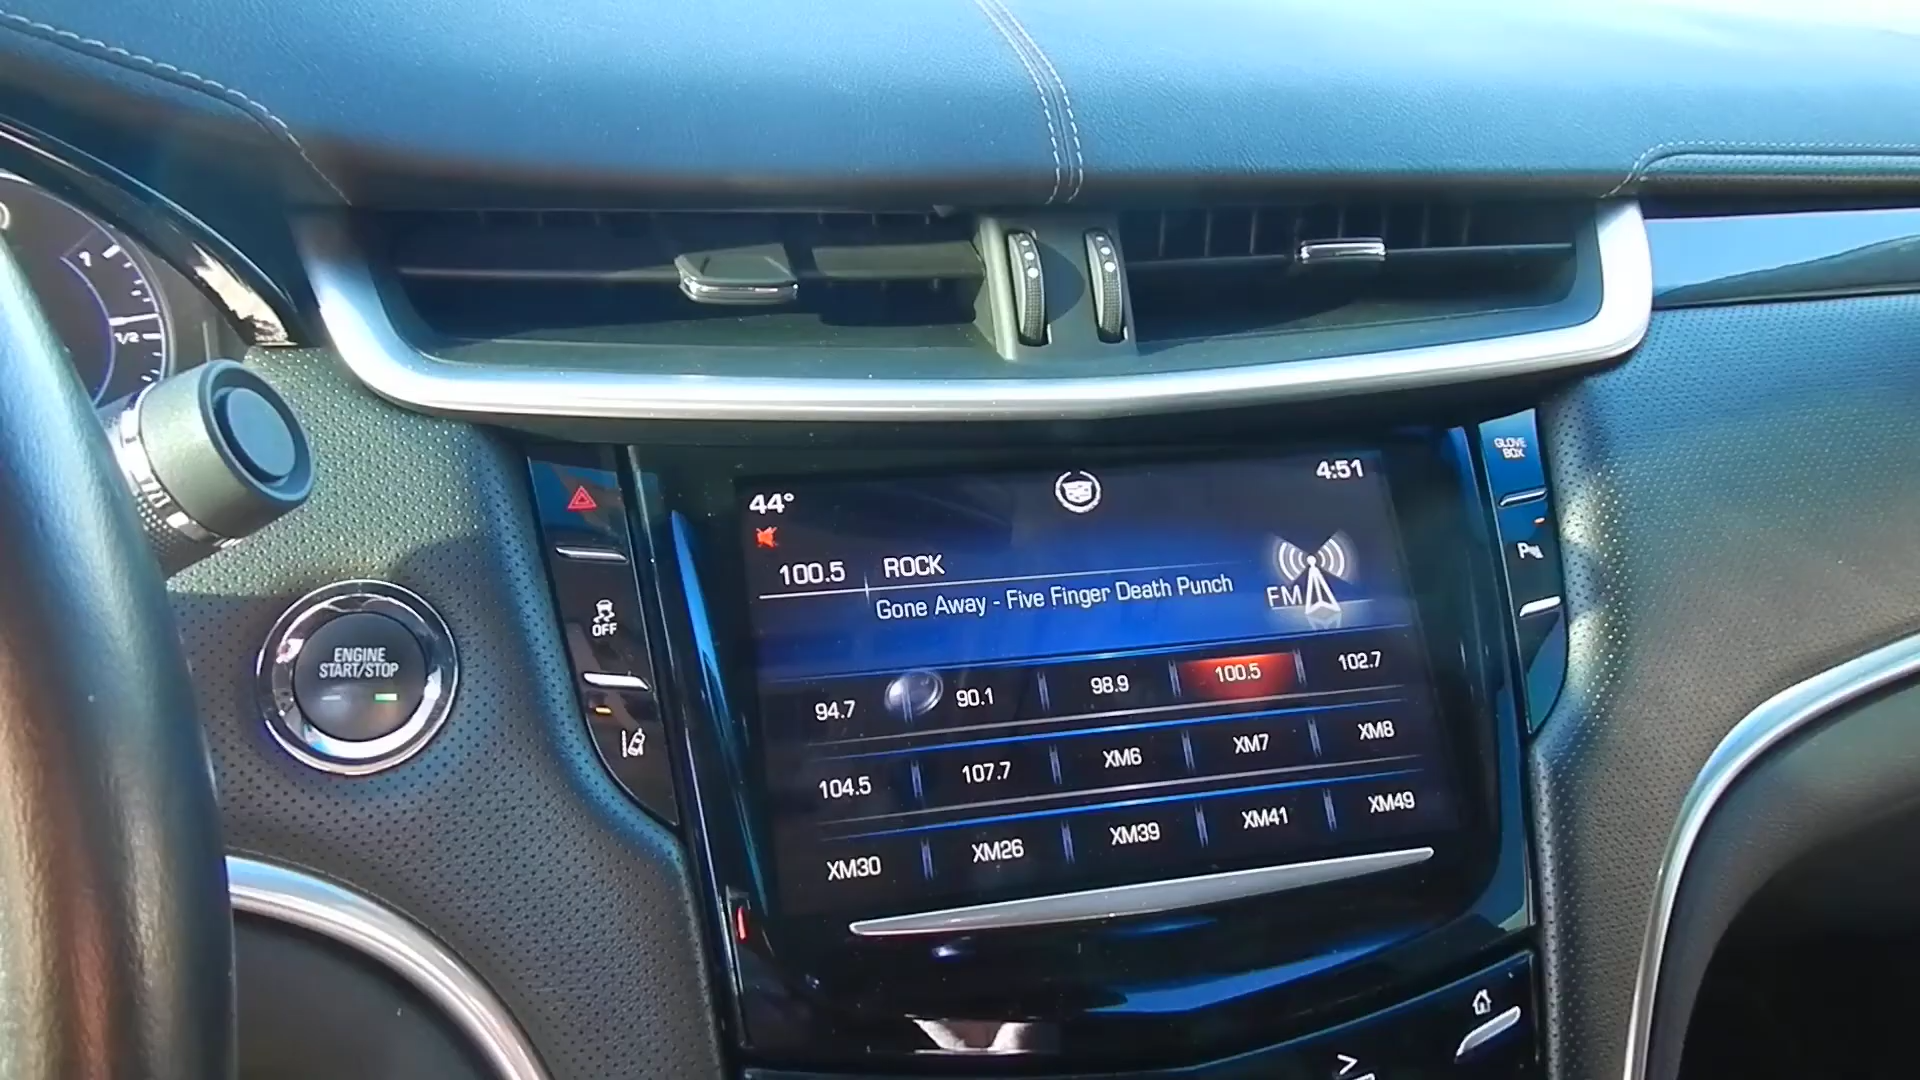 1/2
ENGINE
START/STOP
OFF
GLOVE
BOX
44°
4:51
100.5
ROCK
Gone Away - Five Finger Death Punch
FM
94.7
90.1
98.9
100.5
102.7
104.5
107.7
XM6
XM7
XM8
XM30
XM26
XM39
XM41
XM49
P